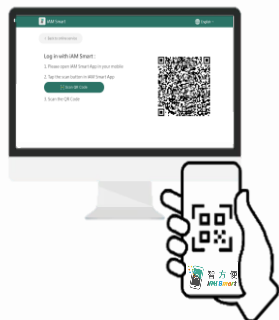 iAM Smart
English
Log in with iAM Smart :
1. Please open iAM Smart App in your mobile
2. Tap the scan button in iAM Smart App
Scan QR Code
3. Scan the QR Code
智方便
iAM Smart